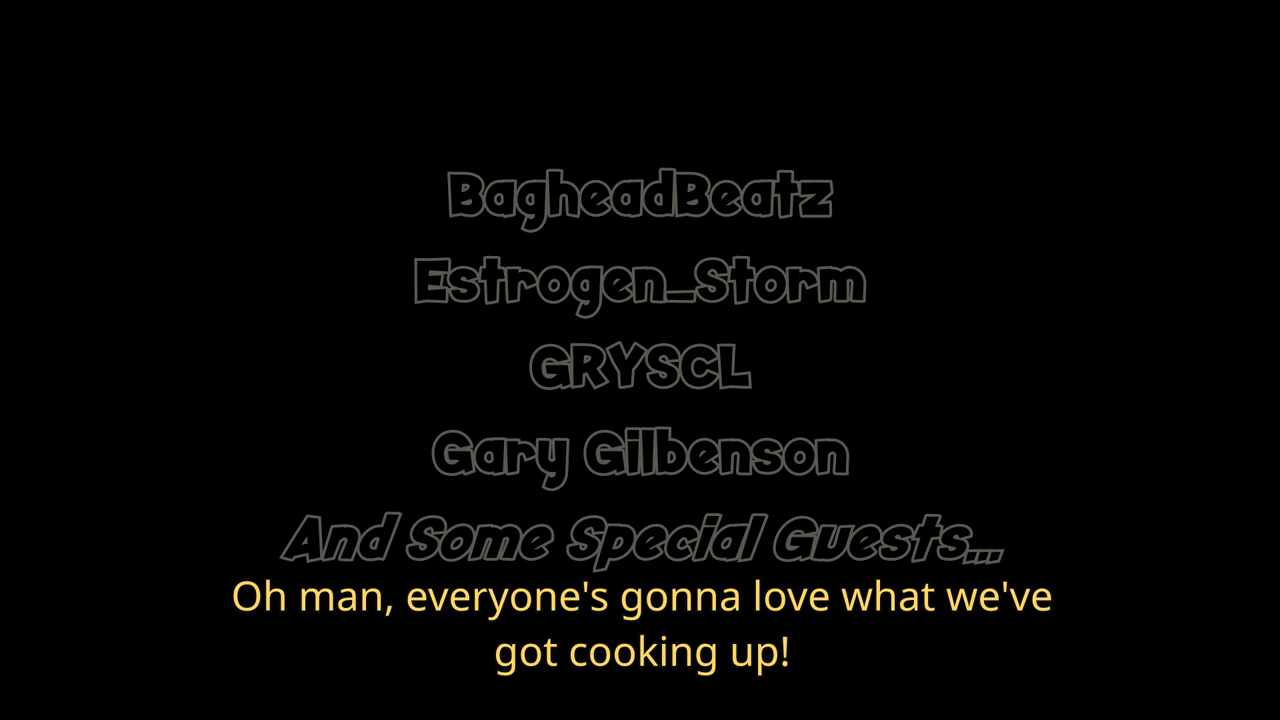 BagheadBeatz
Estrogen_Storm
GRYSCL
Gary Gilbenson
And Some Special Guests...
Oh man, everyone's gonna love what we've
got cooking up!